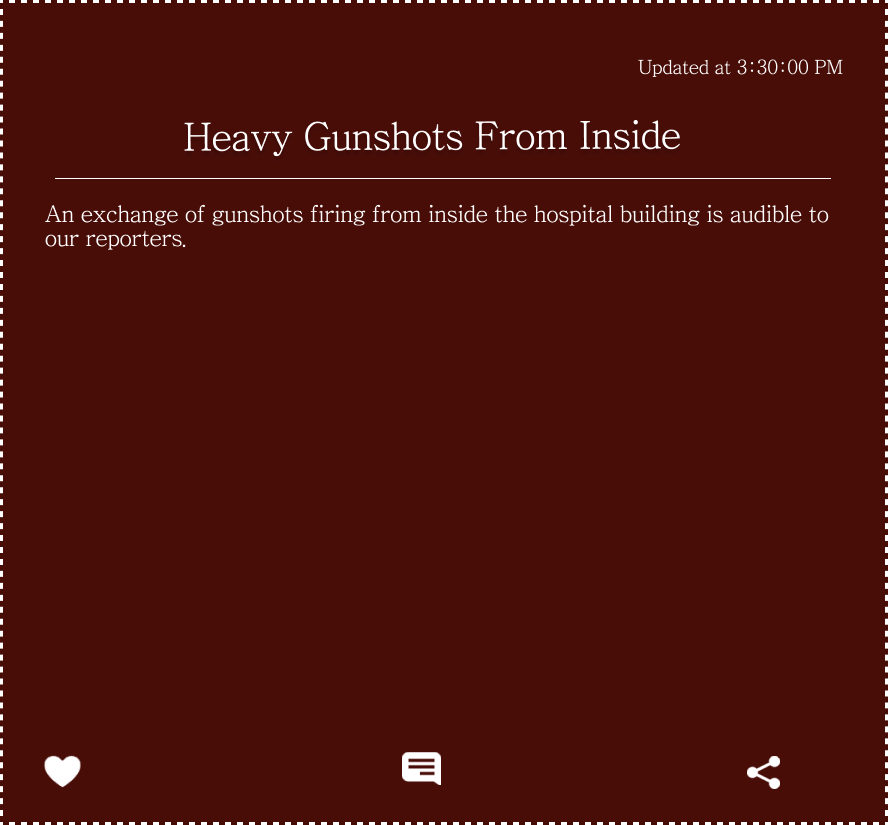 Updated at 3:30:00 PM
Heavy Gunshots From Inside
An exchange of gunshots firing from inside the hospital building is audible to
our reporters.